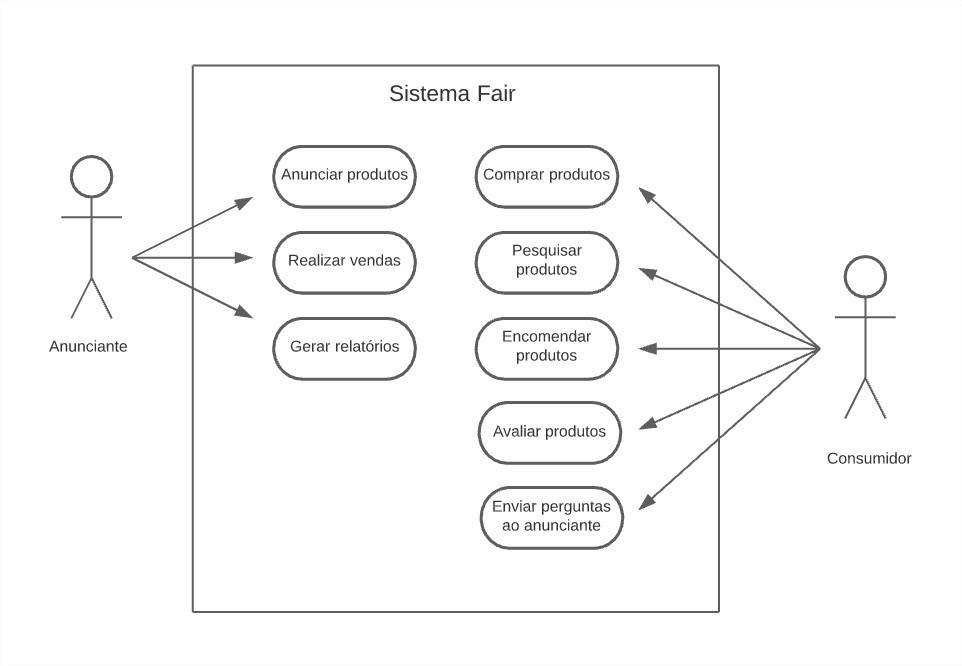 Sistema Fair
Anunciar produtos
Comprar produtos
Realizar vendas
Pesquisar
produtos
Gerar relatórios
Encomendar
produtos
Anunciante
Avaliar produtos
Consumidor
Enviar perguntas
ao anunciante